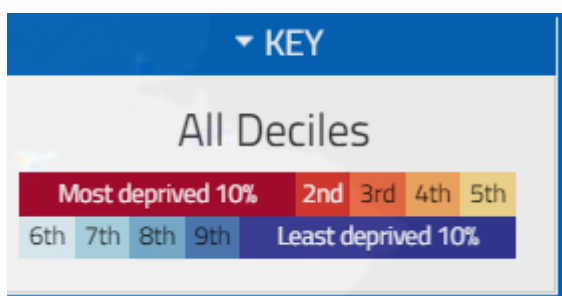 KEY
All Deciles
Most deprived 10% 2nd 3rd 4th 5th
6th 7th 8th 9th Least deprived 10%